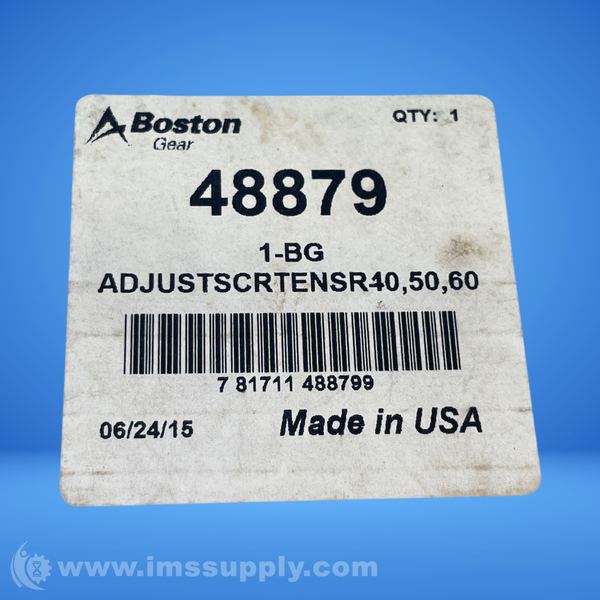 Boston QTY: 1
Gear
48879
1-BG
ADJUSTSCRTENSR40,50,60
7 81711 488799
06/24/15 Made in USA
www.imssupply.com